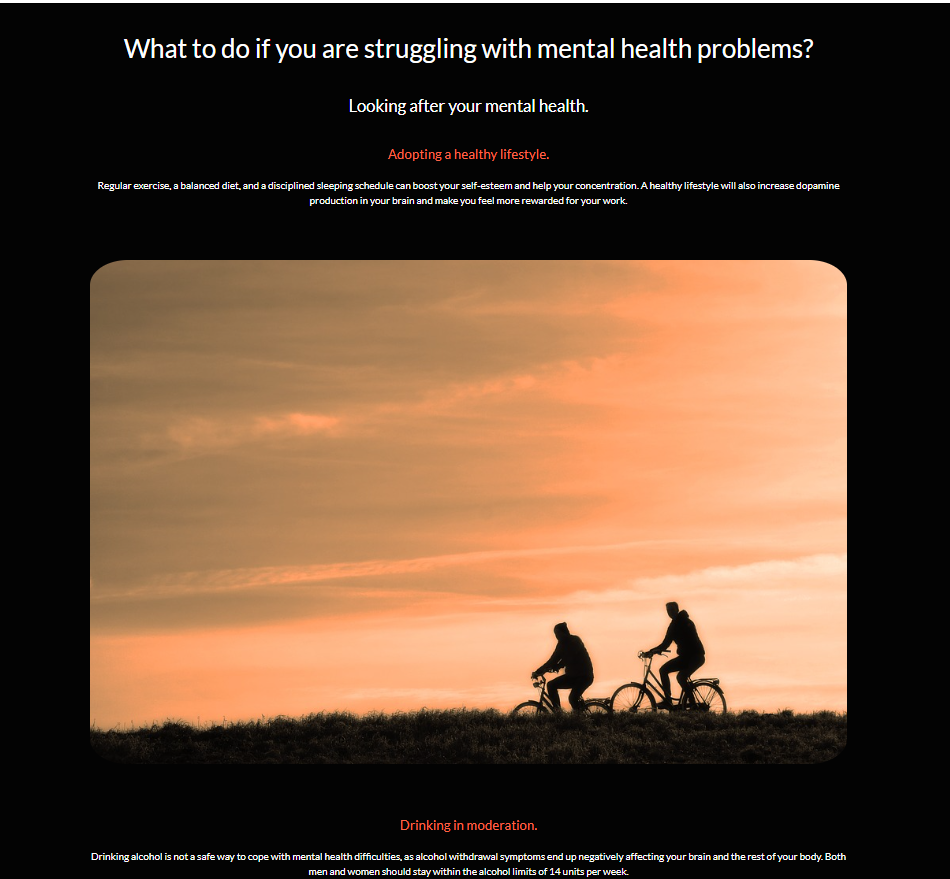 What to do if you are struggling with mental health problems?
Looking after your mental health.
Adopting a healthy lifestyle.
Regular exercise, a balanced diet, and a disciplined sleeping schedule can boost your self-esteem and help your concentration. A healthy lifestyle will also increase dopamine
production in your brain and make you feel more rewarded for your work.
Drinking in moderation.
Drinking alcohol is not a safe way to cope with mental health difficulties, as alcohol withdrawal symptoms end up negatively affecting your brain and the rest of your body. Both
men and women should stay within the alcohol limits of 14 units per week.